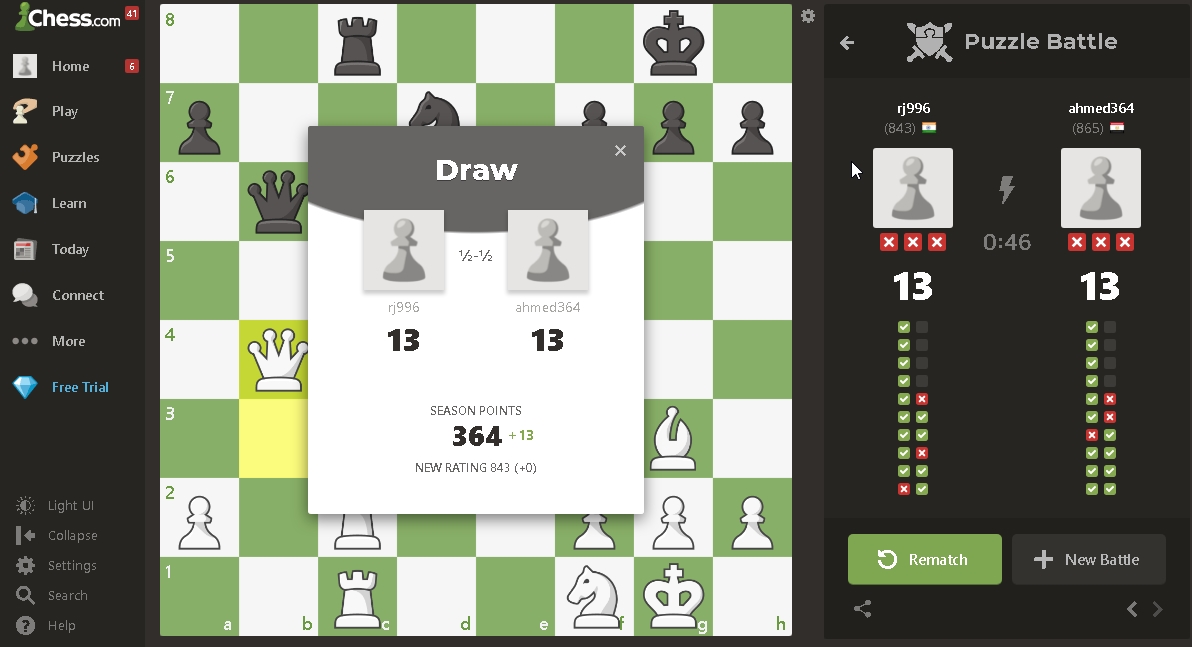 Chess.com 41
Home 6
Play
Puzzles
Learn
Today
Connect
More
Free Trial
Light UI
Collapse
Settings
Search
Help
8
7
6
5
4
3
2
1
a b c d e f g h
Draw
½-½
rj996 ahmed364
13 13
SEASON POINTS
364 +13
NEW RATING 843 (+0)
Puzzle Battle
rj996 ahmed364
(843) (865)
0:46
13 13
Rematch
New Battle